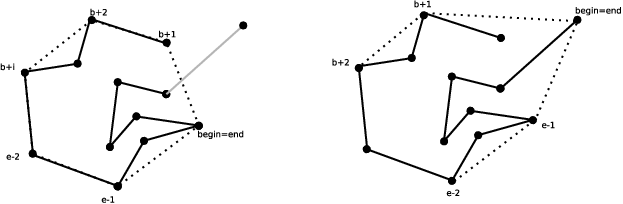 b+2
b+1
b+i
begin=end
e-2
e-1
b+1
begin=end
b+2
e-1
e-2